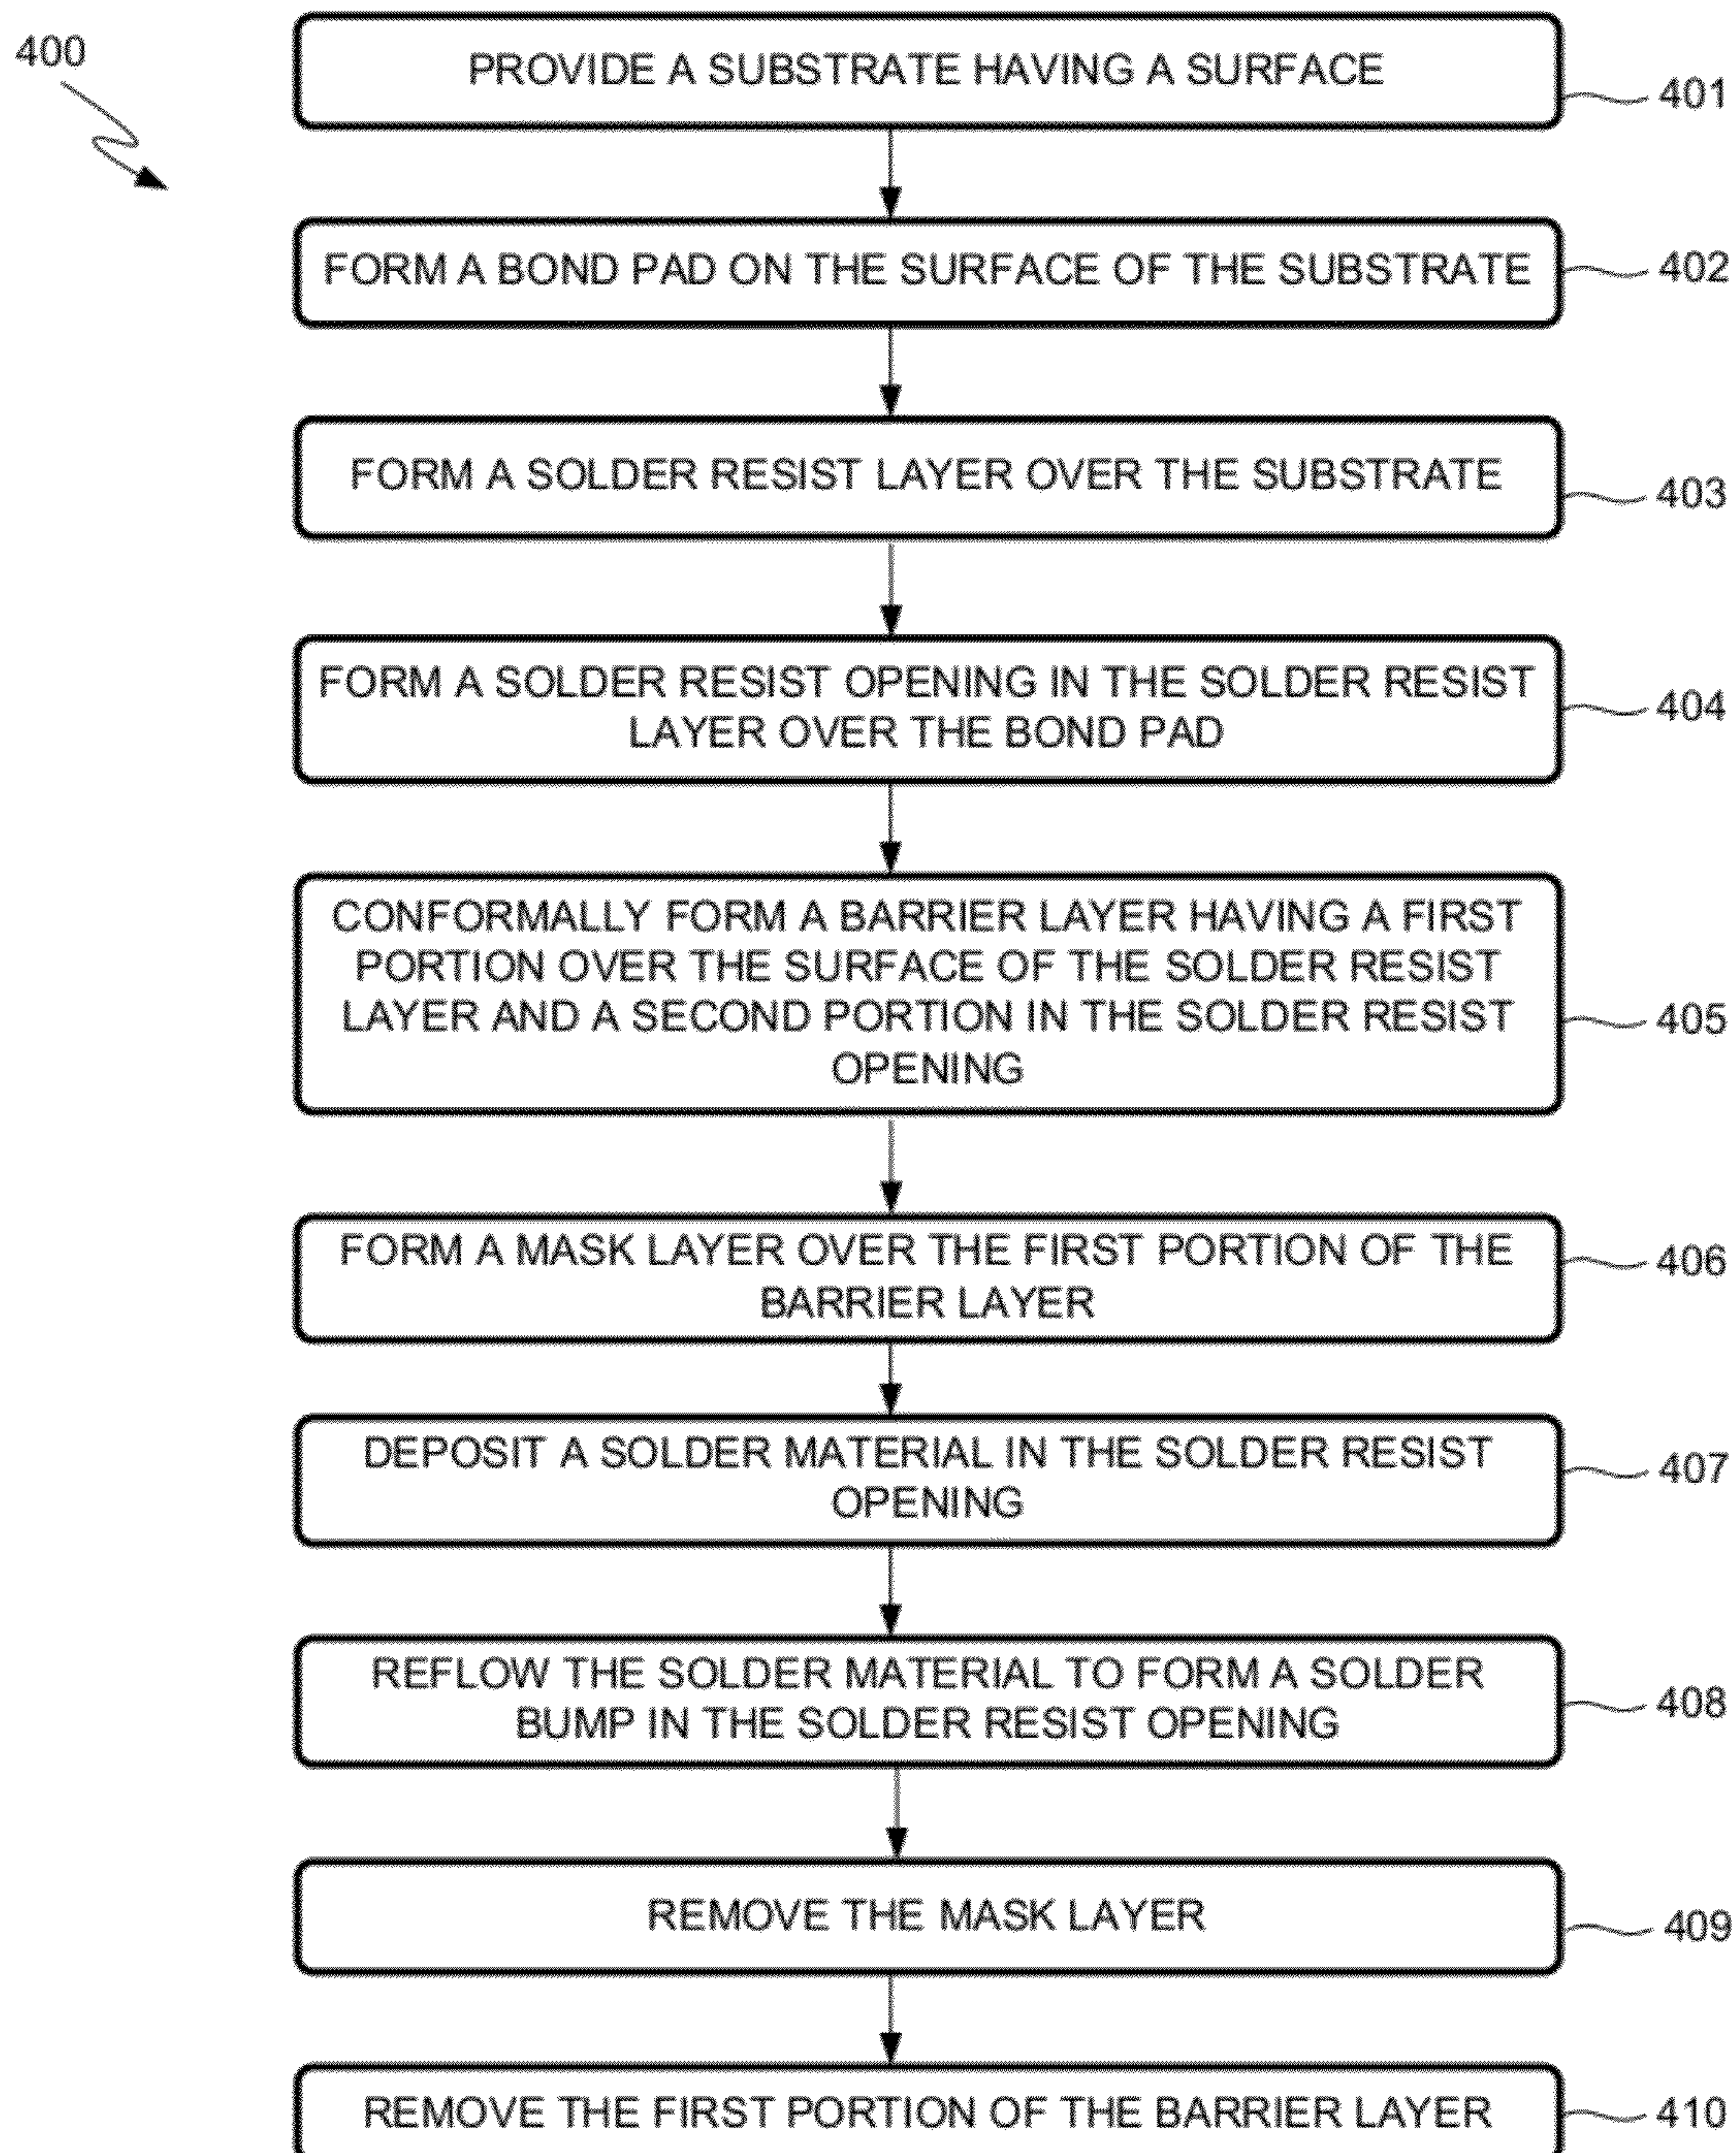 400
PROVIDE A SUBSTRATE HAVING A SURFACE
401
FORM A BOND PAD ON THE SURFACE OF THE SUBSTRATE
402
FORM A SOLDER RESIST LAYER OVER THE SUBSTRATE
403
FORM A SOLDER RESIST OPENING IN THE SOLDER RESIST
LAYER OVER THE BOND PAD
404
CONFORMALLY FORM A BARRIER LAYER HAVING A FIRST
PORTION OVER THE SURFACE OF THE SOLDER RESIST
LAYER AND A SECOND PORTION IN THE SOLDER RESIST
OPENING
405
FORM A MASK LAYER OVER THE FIRST PORTION OF THE
BARRIER LAYER
406
DEPOSIT A SOLDER MATERIAL IN THE SOLDER RESIST
OPENING
407
REFLOW THE SOLDER MATERIAL TO FORM A SOLDER
BUMP IN THE SOLDER RESIST OPENING
408
REMOVE THE MASK LAYER
409
REMOVE THE FIRST PORTION OF THE BARRIER LAYER
410